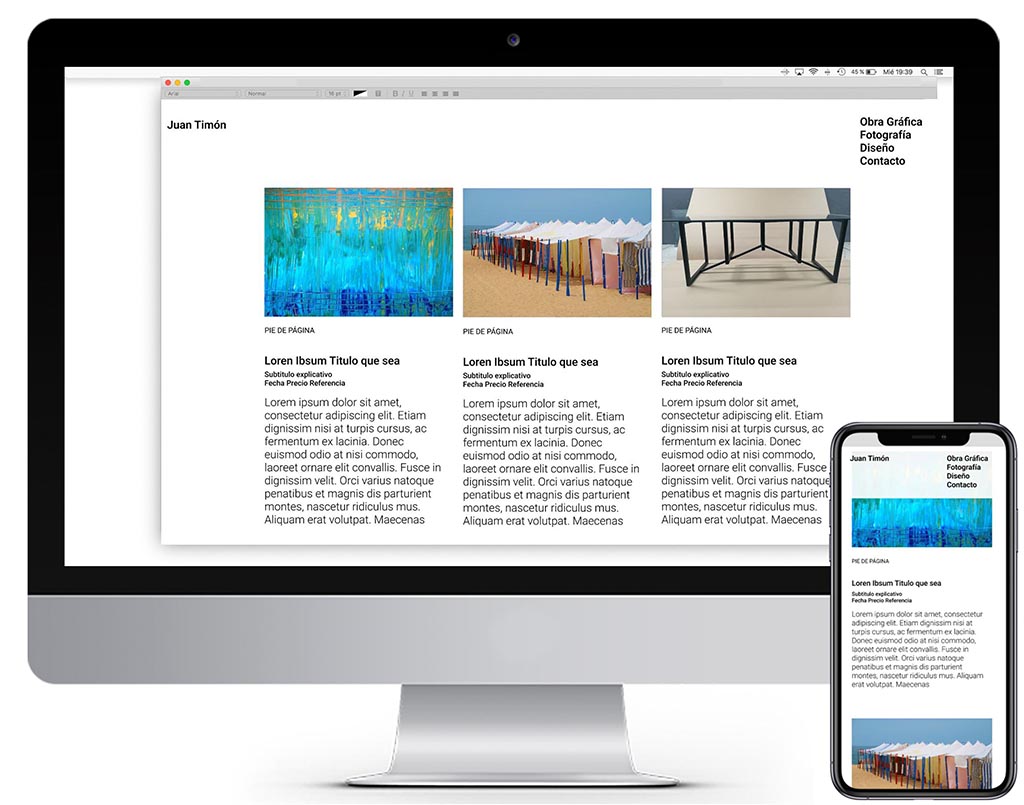 45% Mié 19:39
Arial Normal 16 pt B I U
Juan Timón
Obra Gráfica
Fotografía
Diseño
Contacto
PIE DE PÁGINA
Loren Ibsum Titulo que sea
Subtitulo explicativo
Fecha Precio Referencia
Lorem ipsum dolor sit amet,
consectetur adipiscing elit. Etiam
dignissim nisi at turpis cursus, ac
fermentum ex lacinia. Donec
euismod odio ac nisi commodo,
laoreet ornare elit convallis. Fusce in
dignissim velit. Orci varius natoque
penatibus et magnis dis parturient
montes, nascetur ridiculus mus.
Aliquam erat volutpat. Maecenas
PIE DE PÁGINA
Loren Ibsum Titulo que sea
Subtitulo explicativo
Fecha Precio Referencia
Lorem ipsum dolor sit amet,
consectetur adipiscing elit. Etiam
dignissim nisi at turpis cursus, ac
fermentum ex lacinia. Donec
euismod odio ac nisi commodo,
laoreet ornare elit convallis. Fusce in
dignissim velit. Orci varius natoque
penatibus et magnis dis parturient
montes, nascetur ridiculus mus.
Aliquam erat volutpat. Maecenas
PIE DE PÁGINA
Loren Ibsum Titulo que sea
Subtitulo explicativo
Fecha Precio Referencia
Lorem ipsum dolor sit amet,
consectetur adipiscing elit. Etiam
dignissim nisi at turpis cursus, ac
fermentum ex lacinia. Donec
euismod odio ac nisi commodo,
laoreet ornare elit convallis. Fusce
dignissim velit. Orci varius natoque
penatibus et magnis dis parturient
montes, nascetur ridiculus mus.
Aliquam erat volutpat. Maecenas
Juan Timón
Obra Gráfica
Fotografía
Diseño
Contacto
PIE DE PÁGINA
Loren Ibsum Titulo que sea
Subtitulo explicativo
Fecha Precio Referencia
Lorem ipsum dolor sit amet, consectetur
adipiscing elit. Etiam dignissim nisi at
turpis cursus, ac fermentum ex lacinia.
Donec euismod odio ac nisi commodo,
laoreet ornare elit convallis. Fusce in
dignissim velit. Orci varius natoque
penatibus et magnis dis parturient
montes, nascetur ridiculus mus. Aliquam
erat volutpat. Maecenas